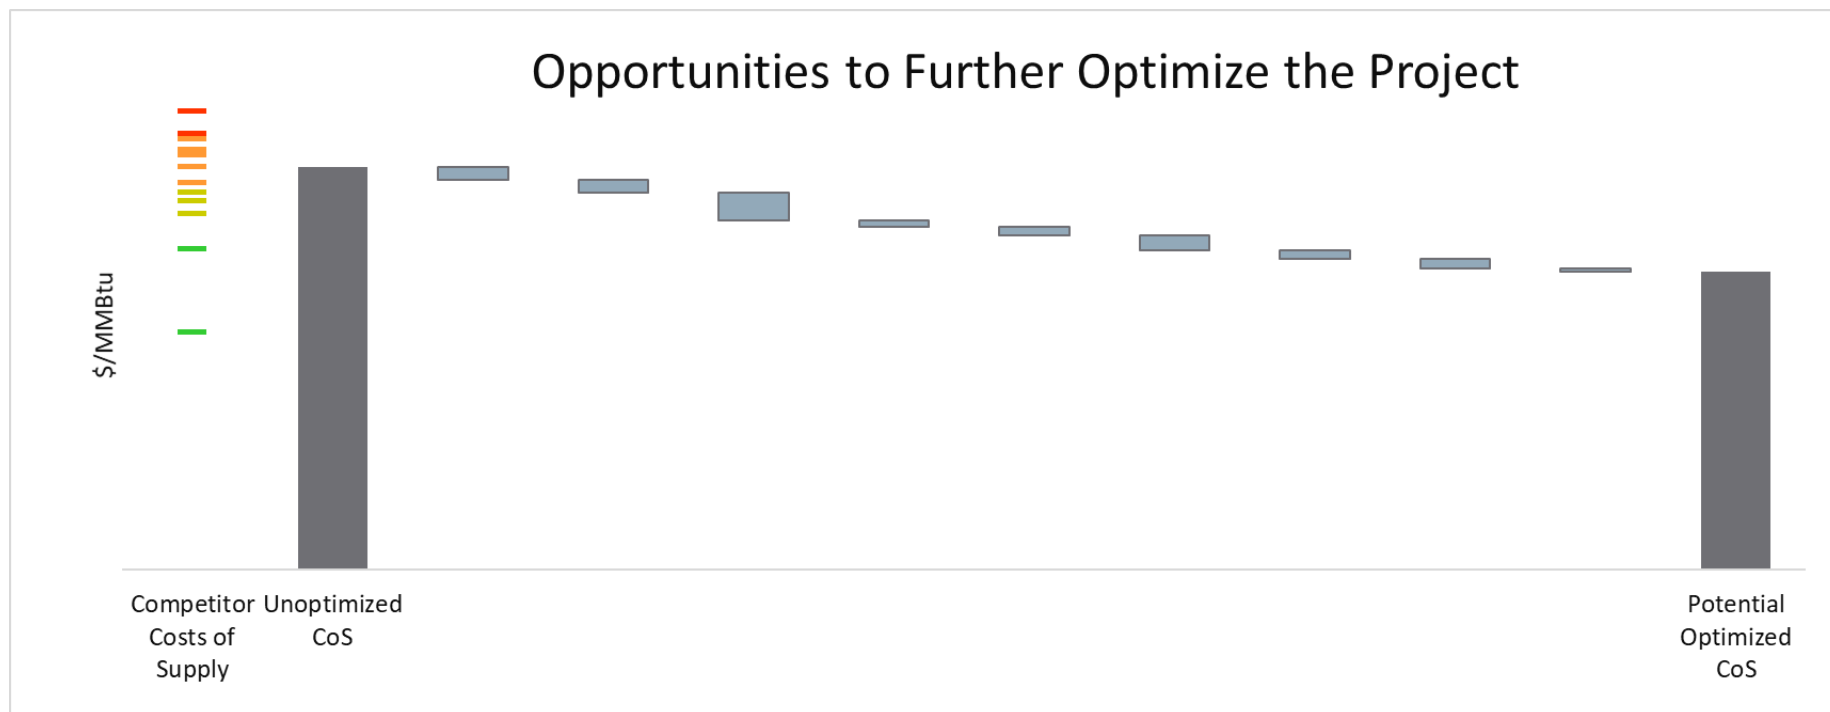 Opportunities to Further Optimize the Project
$/MMBtu
Competitor
Costs of
Supply
Unoptimized
CoS
Potential
Optimized
CoS